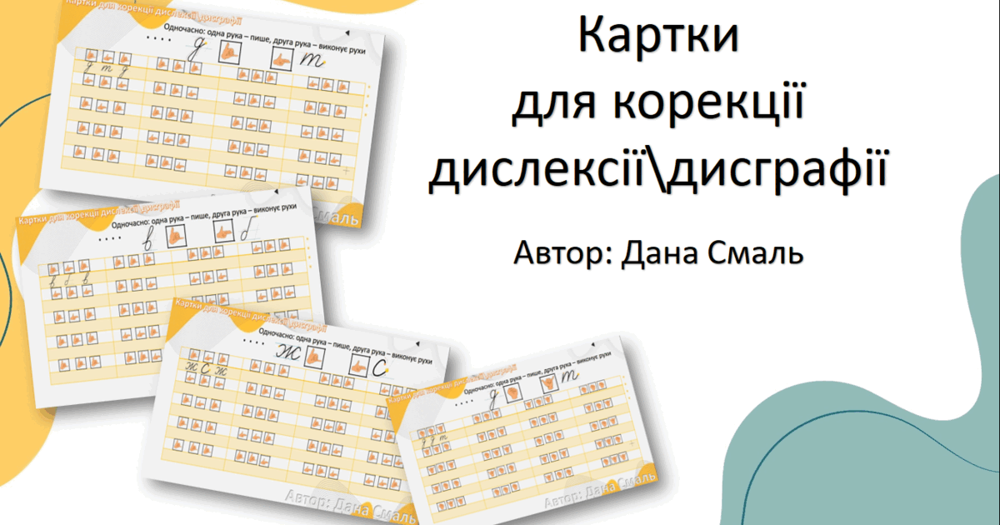 Картки
для корекції
дислексії\дисграфії
Автор: Дана Смаль
Картки для корекції дислексії\дисграфії
Одночасно: одна рука – пише, друга рука – виконує рухи
д т
д т д
Смаль
Картки для корекції дислексії\дисграфії
Одночасно: одна рука – пише, друга рука – виконує рухи
в б
в б в
Картки для корекції дислексії\дисграфії
Одночасно: одна рука – пише, друга рука – виконує рухи
ж с
ж с ж
Автор: Дана Смаль
Картки для корекції дислексії\дисграфії
Одночасно: одна рука – пише, друга рука – виконує рухи
д т
Автор: Дана Смаль